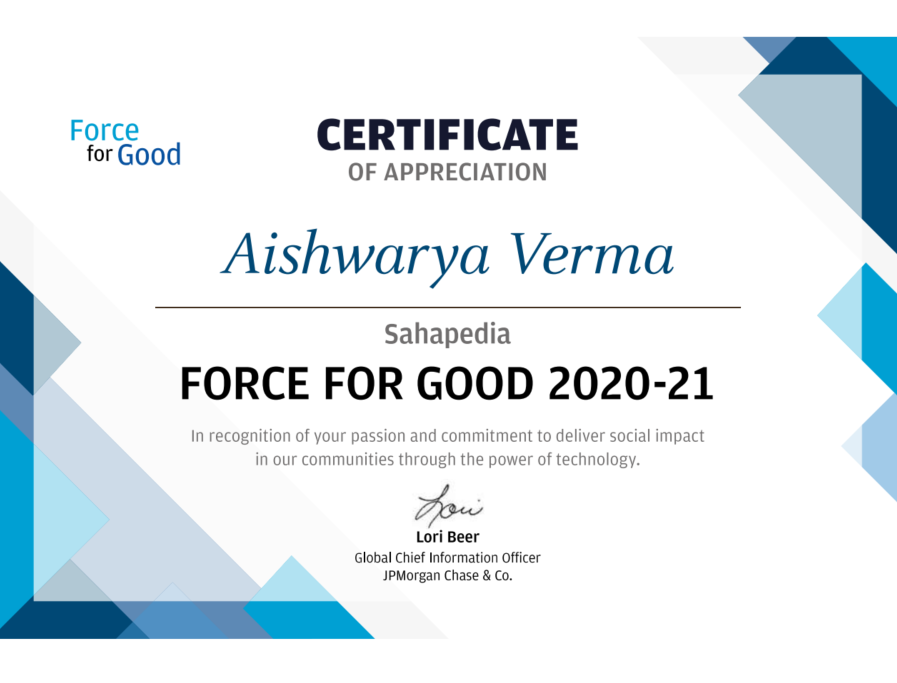 Force
for Good
CERTIFICATE
OF APPRECIATION
Aishwarya Verma
Sahapedia
FORCE FOR GOOD 2020-21
In recognition of your passion and commitment to deliver social impact
in our communities through the power of technology.
Lori
Lori Beer
Global Chief Information Officer
JPMorgan Chase & Co.